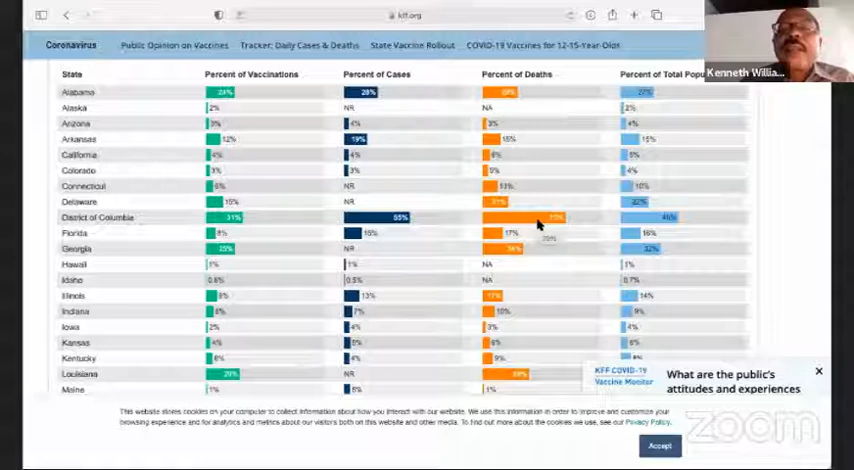 kff.org
Coronavirus Public Opinion on Vaccines Tracker: Daily Cases & Deaths State Vaccine Rollout COVID-19 Vaccines for 12-15-Year-Olds
Kenneth Willia...
State Percent of Vaccinations Percent of Cases Percent of Deaths Percent of Total Popu
Alabama 28% 27%
Alaska 2% NR NA 2%
Arizona 3% 4% 3% 4%
Arkansas 12% 19% 15% 15%
California 4% 4% 6%
Colorado 3% 3% 4%
Connecticut 6% NR 13% 10%
Delaware 15% NR 22%
District of Columbia 31% 55%
Florida 8% 15% 17% 16%
Georgia 25% NR 32%
Hawaii 1% 1% NA 1%
Idaho 0.6% 0.5% NA 0.7%
Illinois 9% 13% 14%
Indiana 7% 10% 9%
Iowa 2% 4% 3% 4%
Kansas 4% 6%
Kentucky 6% 4% 9%
Louisiana NR
Maine 1% 1%
KFF COVID-19
Vaccine Monitor
What are the public's
attitudes and experiences
This website stores cookies on your computer to collect information about how you interact with our website. We use this information in order to improve and customize your
browsing experience and for analytics and metrics about our visitors both on this website and other media. To find out more about the cookies we use, see our Privacy Policy.
Accept
zoom